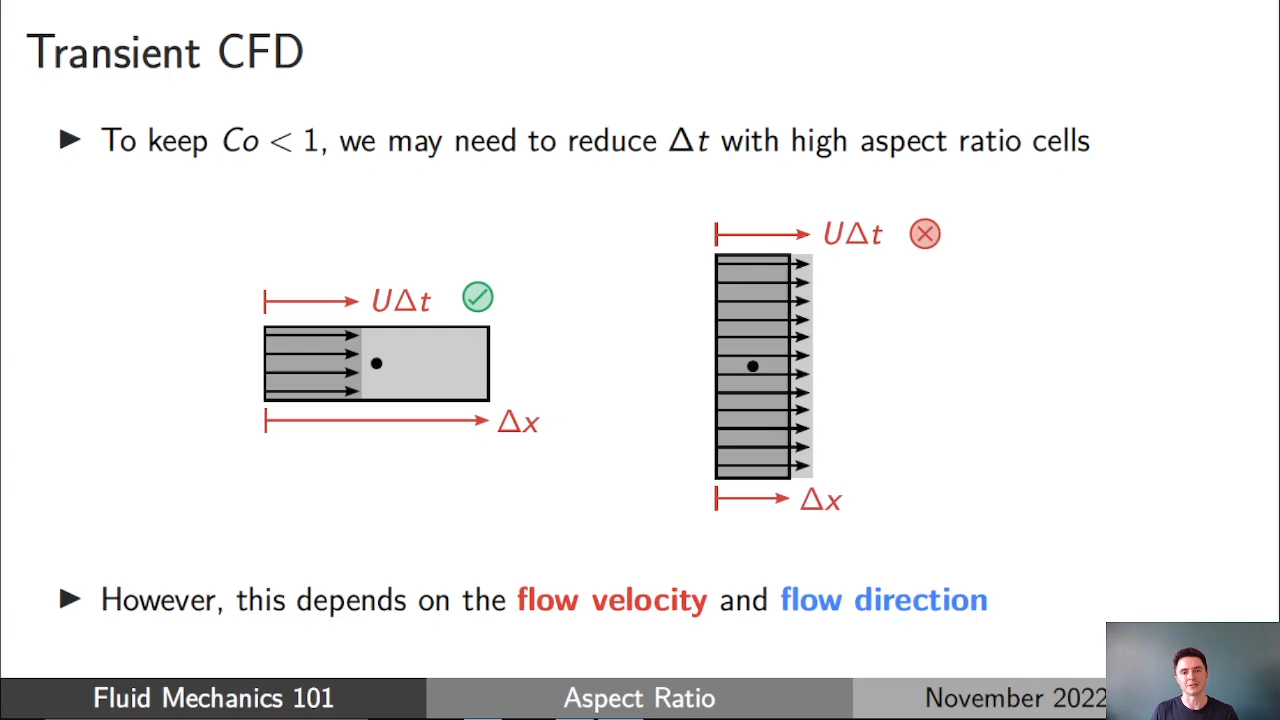 Transient CFD
▶ To keep Co < 1, we may need to reduce Δt with high aspect ratio cells
UΔt
Δx
UΔt
Δx
▶ However, this depends on the flow velocity and flow direction
Fluid Mechanics 101
Aspect Ratio
November 2022